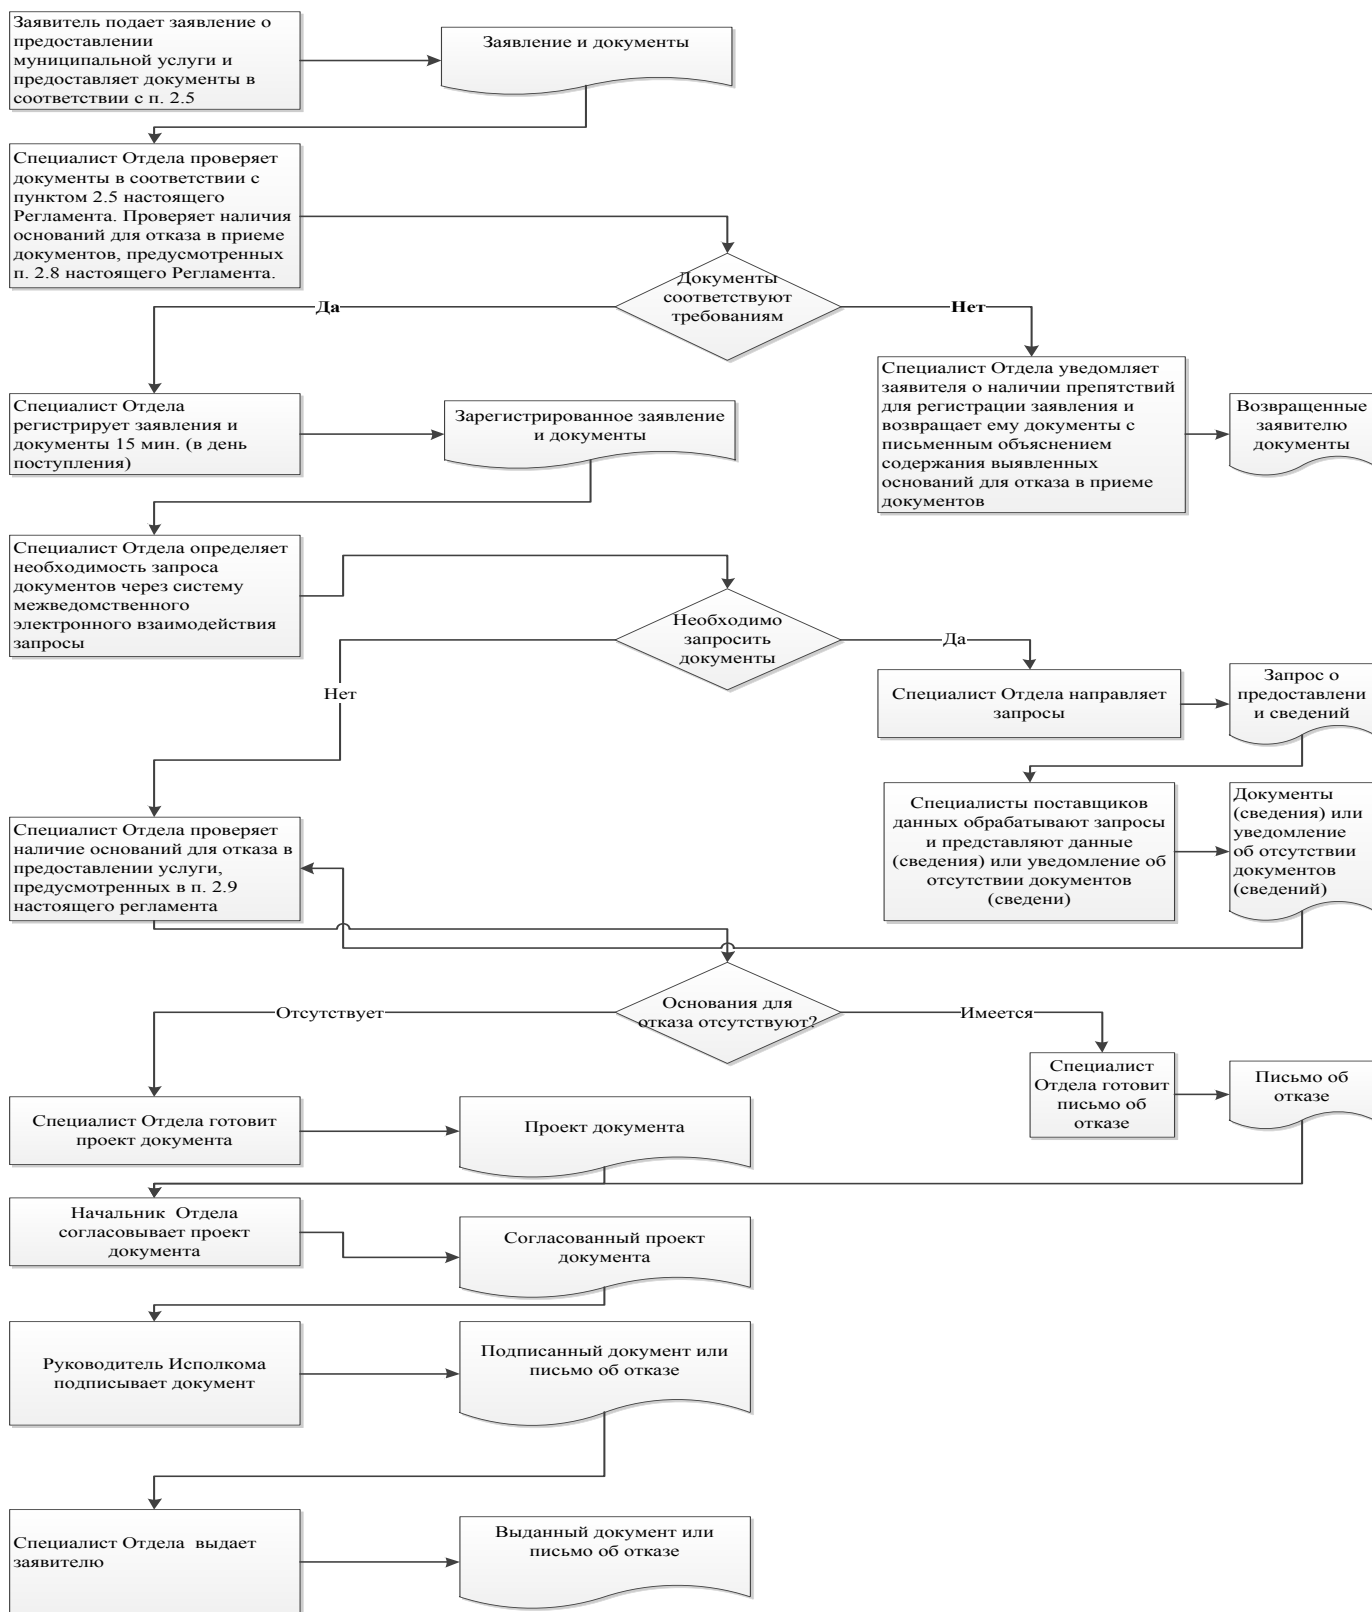 Заявитель подает заявление о
предоставлении
муниципальной услуги и
предоставляет документы в
соответствии с п. 2.5
Заявление и документы
Специалист Отдела проверяет
документы в соответствии с
пунктом 2.5 настоящего
Регламента. Проверяет наличия
оснований для отказа в приеме
документов, предусмотренных
п. 2.8 настоящего Регламента.
Документы
соответствуют
требованиям
Да
Нет
Специалист Отдела
регистрирует заявления и
документы 15 мин. (в день
поступления)
Зарегистрированное заявление
и документы
Специалист Отдела уведомляет
заявителя о наличии препятствий
для регистрации заявления и
возвращает ему документы с
письменным объяснением
содержания выявленных
оснований для отказа в приеме
документов
Возвращенные
заявителю
документы
Специалист Отдела определяет
необходимость запроса
документов через систему
межведомственного
электронного взаимодействия
запросы
Необходимо
запросить
документы
Да
Нет
Специалист Отдела направляет
запросы
Запрос о
предоставлени
и сведений
Специалисты поставщиков
данных обрабатывают запросы
и представляют данные
(сведения) или уведомление об
отсутствии документов
(сведени)
Документы
(сведения) или
уведомление
об отсутствии
документов
(сведений)
Специалист Отдела проверяет
наличие оснований для отказа в
предоставлении услуги,
предусмотренных в п. 2.9
настоящего регламента
Основания для
отказа отсутствуют?
Отсутствует
Имеется
Специалист
Отдела готовит
письмо об
отказе
Письмо об
отказе
Специалист Отдела готовит
проект документа
Проект документа
Начальник  Отдела
согласовывает проект
документа
Согласованный проект
документа
Руководитель Исполкома
подписывает документ
Подписанный документ или
письмо об отказе
Специалист Отдела  выдает
заявителю
Выданный документ или
письмо об отказе